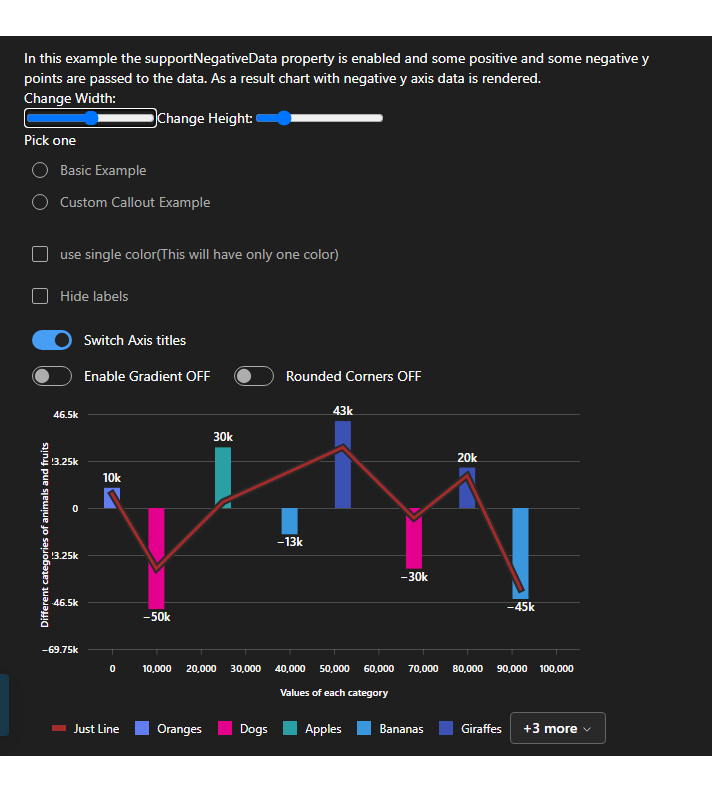 In this example the supportNegativeData property is enabled and some positive and some negative y
points are passed to the data. As a result chart with negative y axis data is rendered.
Change Width:
Change Height:
Pick one
Basic Example
Custom Callout Example
use single color(This will have only one color)
Hide labels
Switch Axis titles
Enable Gradient OFF Rounded Corners OFF
Different categories of animals and fruits
46.5k
3.25k
0
3.25k
46.5k
−69.75k
10k
−50k
30k
−13k
43k
−30k
20k
−45k
0 10,000 20,000 30,000 40,000 50,000 60,000 70,000 80,000 90,000 100,000
Values of each category
Just Line Oranges Dogs Apples Bananas Giraffes +3 more